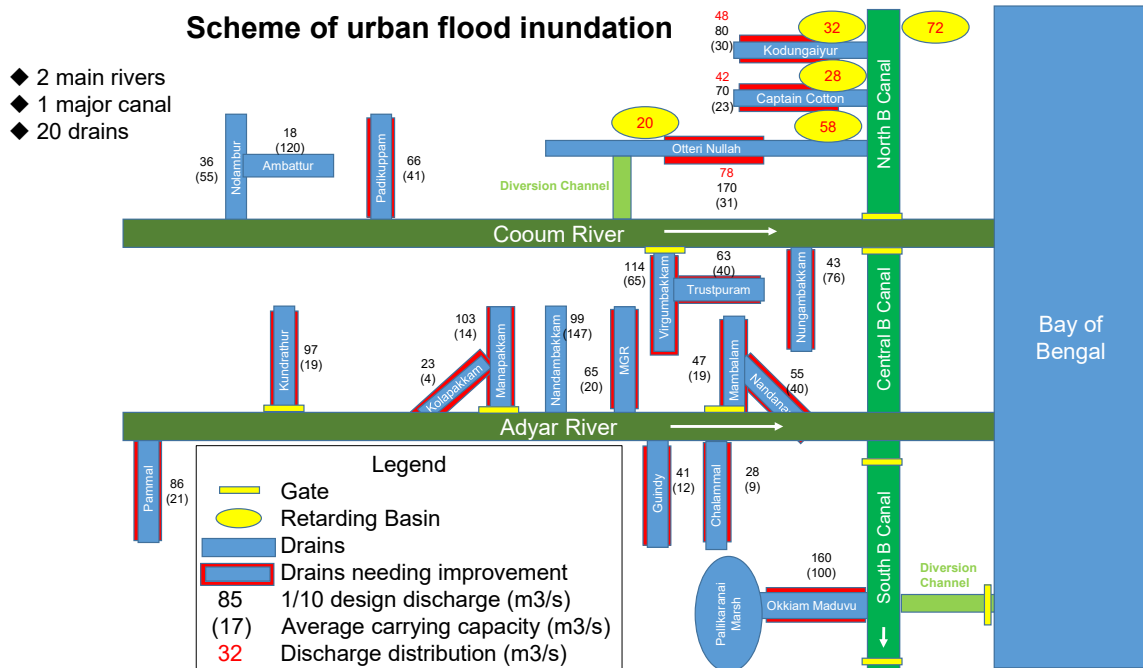 Scheme of urban flood inundation
◆ 2 main rivers
◆ 1 major canal
◆ 20 drains
48
80
(30)
Kodungaiyur
32
72
42
70
(23)
Captain Cotton
28
20
58
Otteri Nullah
78
170
(31)
North B Canal
Diversion Channel
36
(55)
Nolambur
18
(120)
Ambattur
Padikuppam
66
(41)
Cooum River
114
(65)
Virgumbakkam
63
(40)
Trustpuram
Nungambakkam
43
(76)
Central B Canal
Bay of
Bengal
Kundrathur
97
(19)
23
(4)
Kolapakkam
103
(14)
Manapakkam
Nandambakkam
99
(147)
65
(20)
MGR
47
(19)
Mambalam
55
(40)
Adyar River
Pammal
86
(21)
Guindy
41
(12)
Chalammal
28
(9)
South B Canal
160
(100)
Pallikaranai
Marsh
Okkiam Maduvu
Diversion
Channel
Legend
Gate
Retarding Basin
Drains
Drains needing improvement
85 1/10 design discharge (m3/s)
(17) Average carrying capacity (m3/s)
32 Discharge distribution (m3/s)